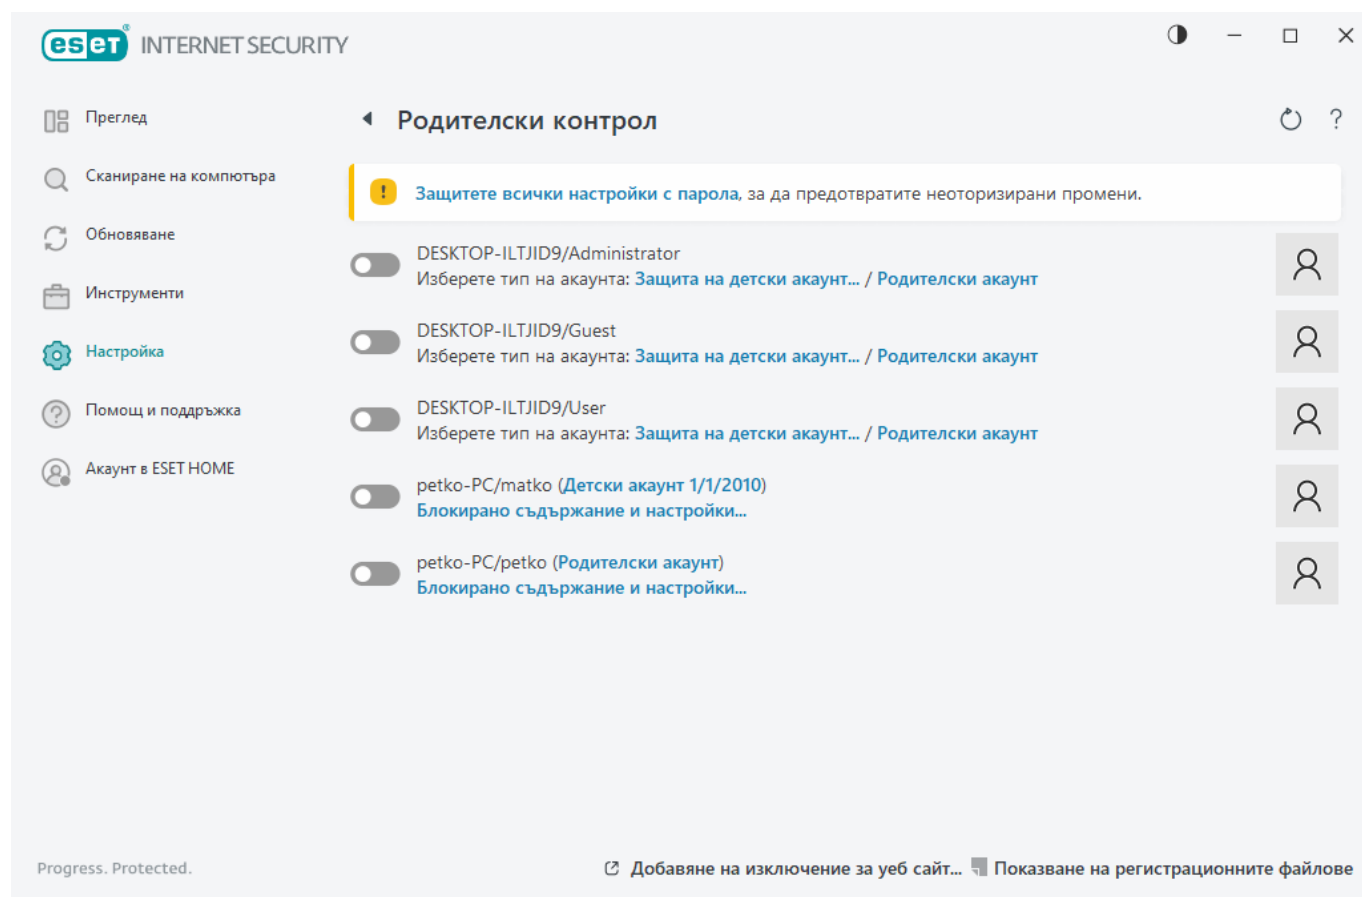 eset® INTERNET SECURITY
Преглед
Сканиране на компютъра
Обновяване
Инструменти
Настройка
Помощ и поддръжка
Акаунт в ESET HOME
Родителски контрол
?
Защитете всички настройки с парола, за да предотвратите неоторизирани промени.
DESKTOP-ILTJID9/Administrator
Изберете тип на акаунта: Защита на детски акаунт... / Родителски акаунт
DESKTOP-ILTJID9/Guest
Изберете тип на акаунта: Защита на детски акаунт... / Родителски акаунт
DESKTOP-ILTJID9/User
Изберете тип на акаунта: Защита на детски акаунт... / Родителски акаунт
petko-PC/matko (Детски акаунт 1/1/2010)
Блокирано съдържание и настройки...
petko-PC/petko (Родителски акаунт)
Блокирано съдържание и настройки...
Progress. Protected.
Добавяне на изключение за уеб сайт... Показване на регистрационните файлове